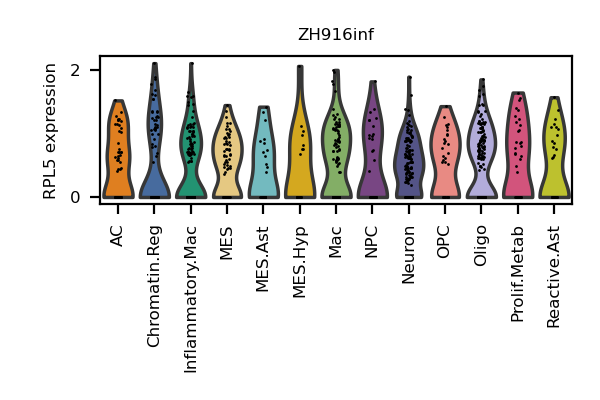 ZH916inf
RPL5 expression
2
0
AC
Chromatin.Reg
Inflammatory.Mac
MES
MES.Ast
MES.Hyp
Mac
NPC
Neuron
OPC
Oligo
Prolif.Metab
Reactive.Ast